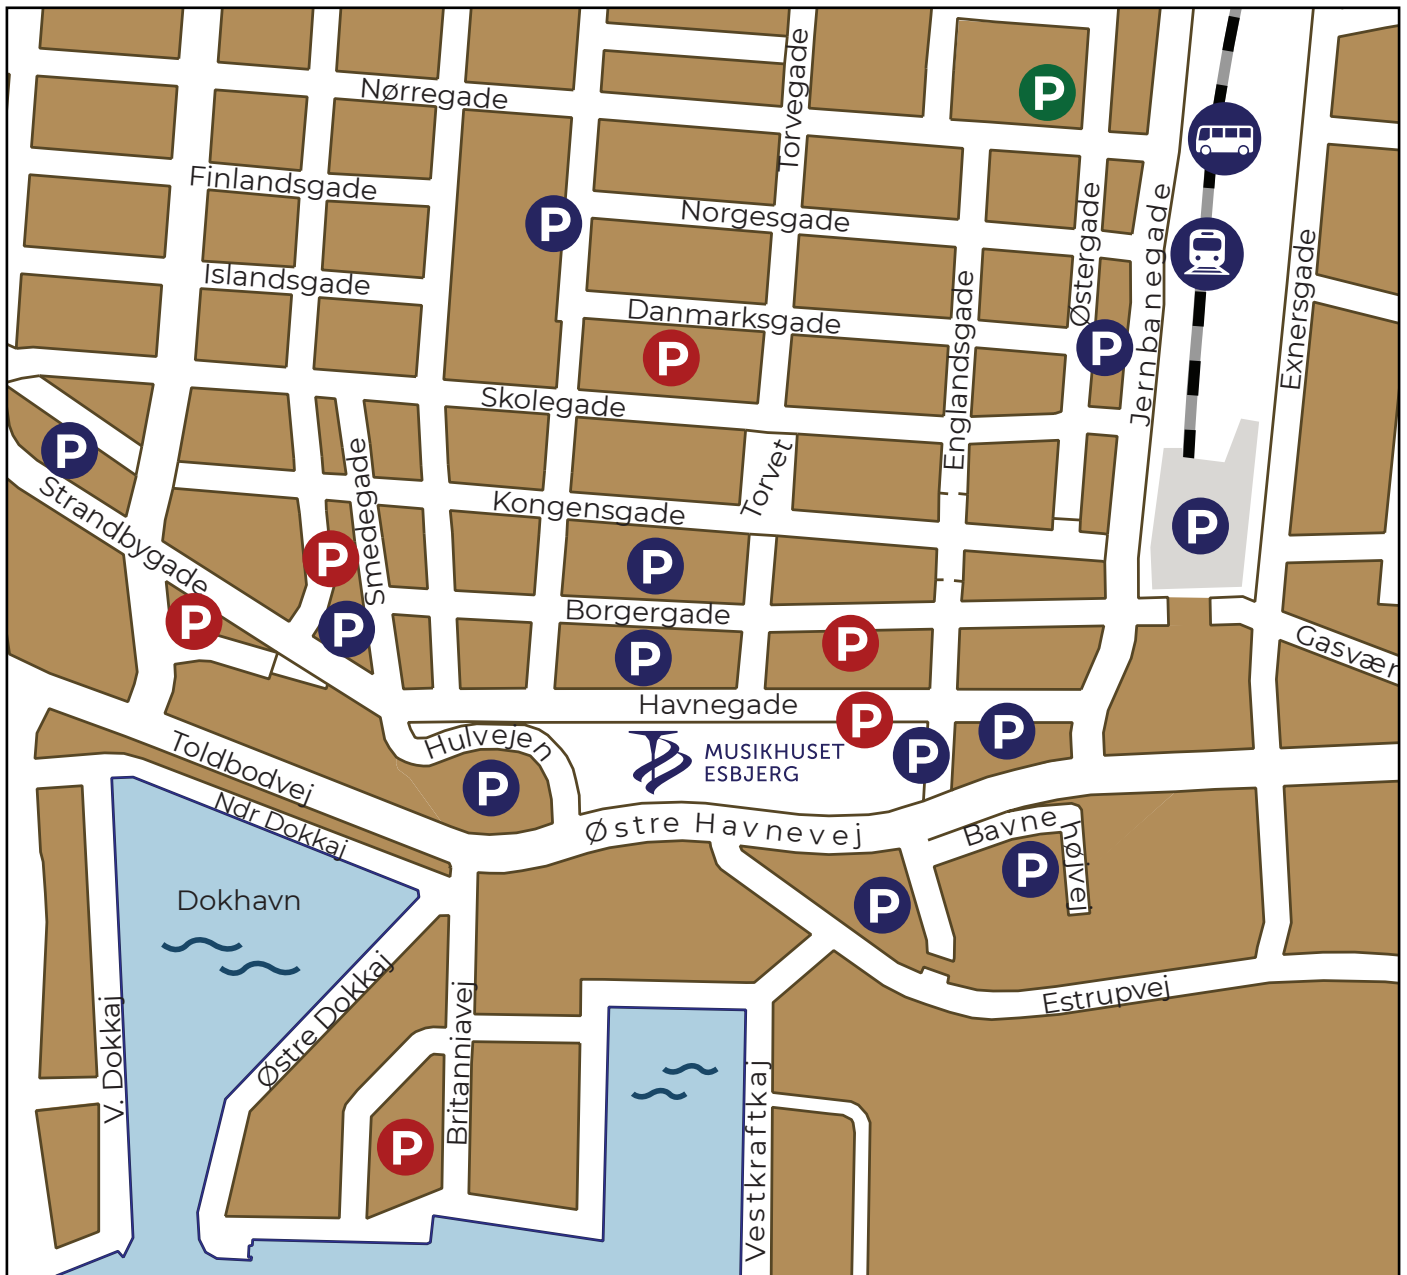 Torvegade
P
Nørregade
Finlandsgade
Østergade
Jernbanegade
P
Norgesgade
Exnersgade
Islandsgade
Englandsgade
Danmarksgade
P
P
Skolegade
P
Smedegade
Torvet
Strandbygade
Kongensgade
P
P
P
P
P
Borgergade
P
P
P
Gasvær
Havnegade
P
P
P
Hulvejen
MUSIKHUSET
ESBJERG
Toldbodvej
P
Ndr Dokkaj
Østre Havnevej
Bavne
højvej
P
P
Dokhavn
Østre Dokkaj
V. Dokkaj
Britanniavej
Estrupvej
Vestkraftkaj
P